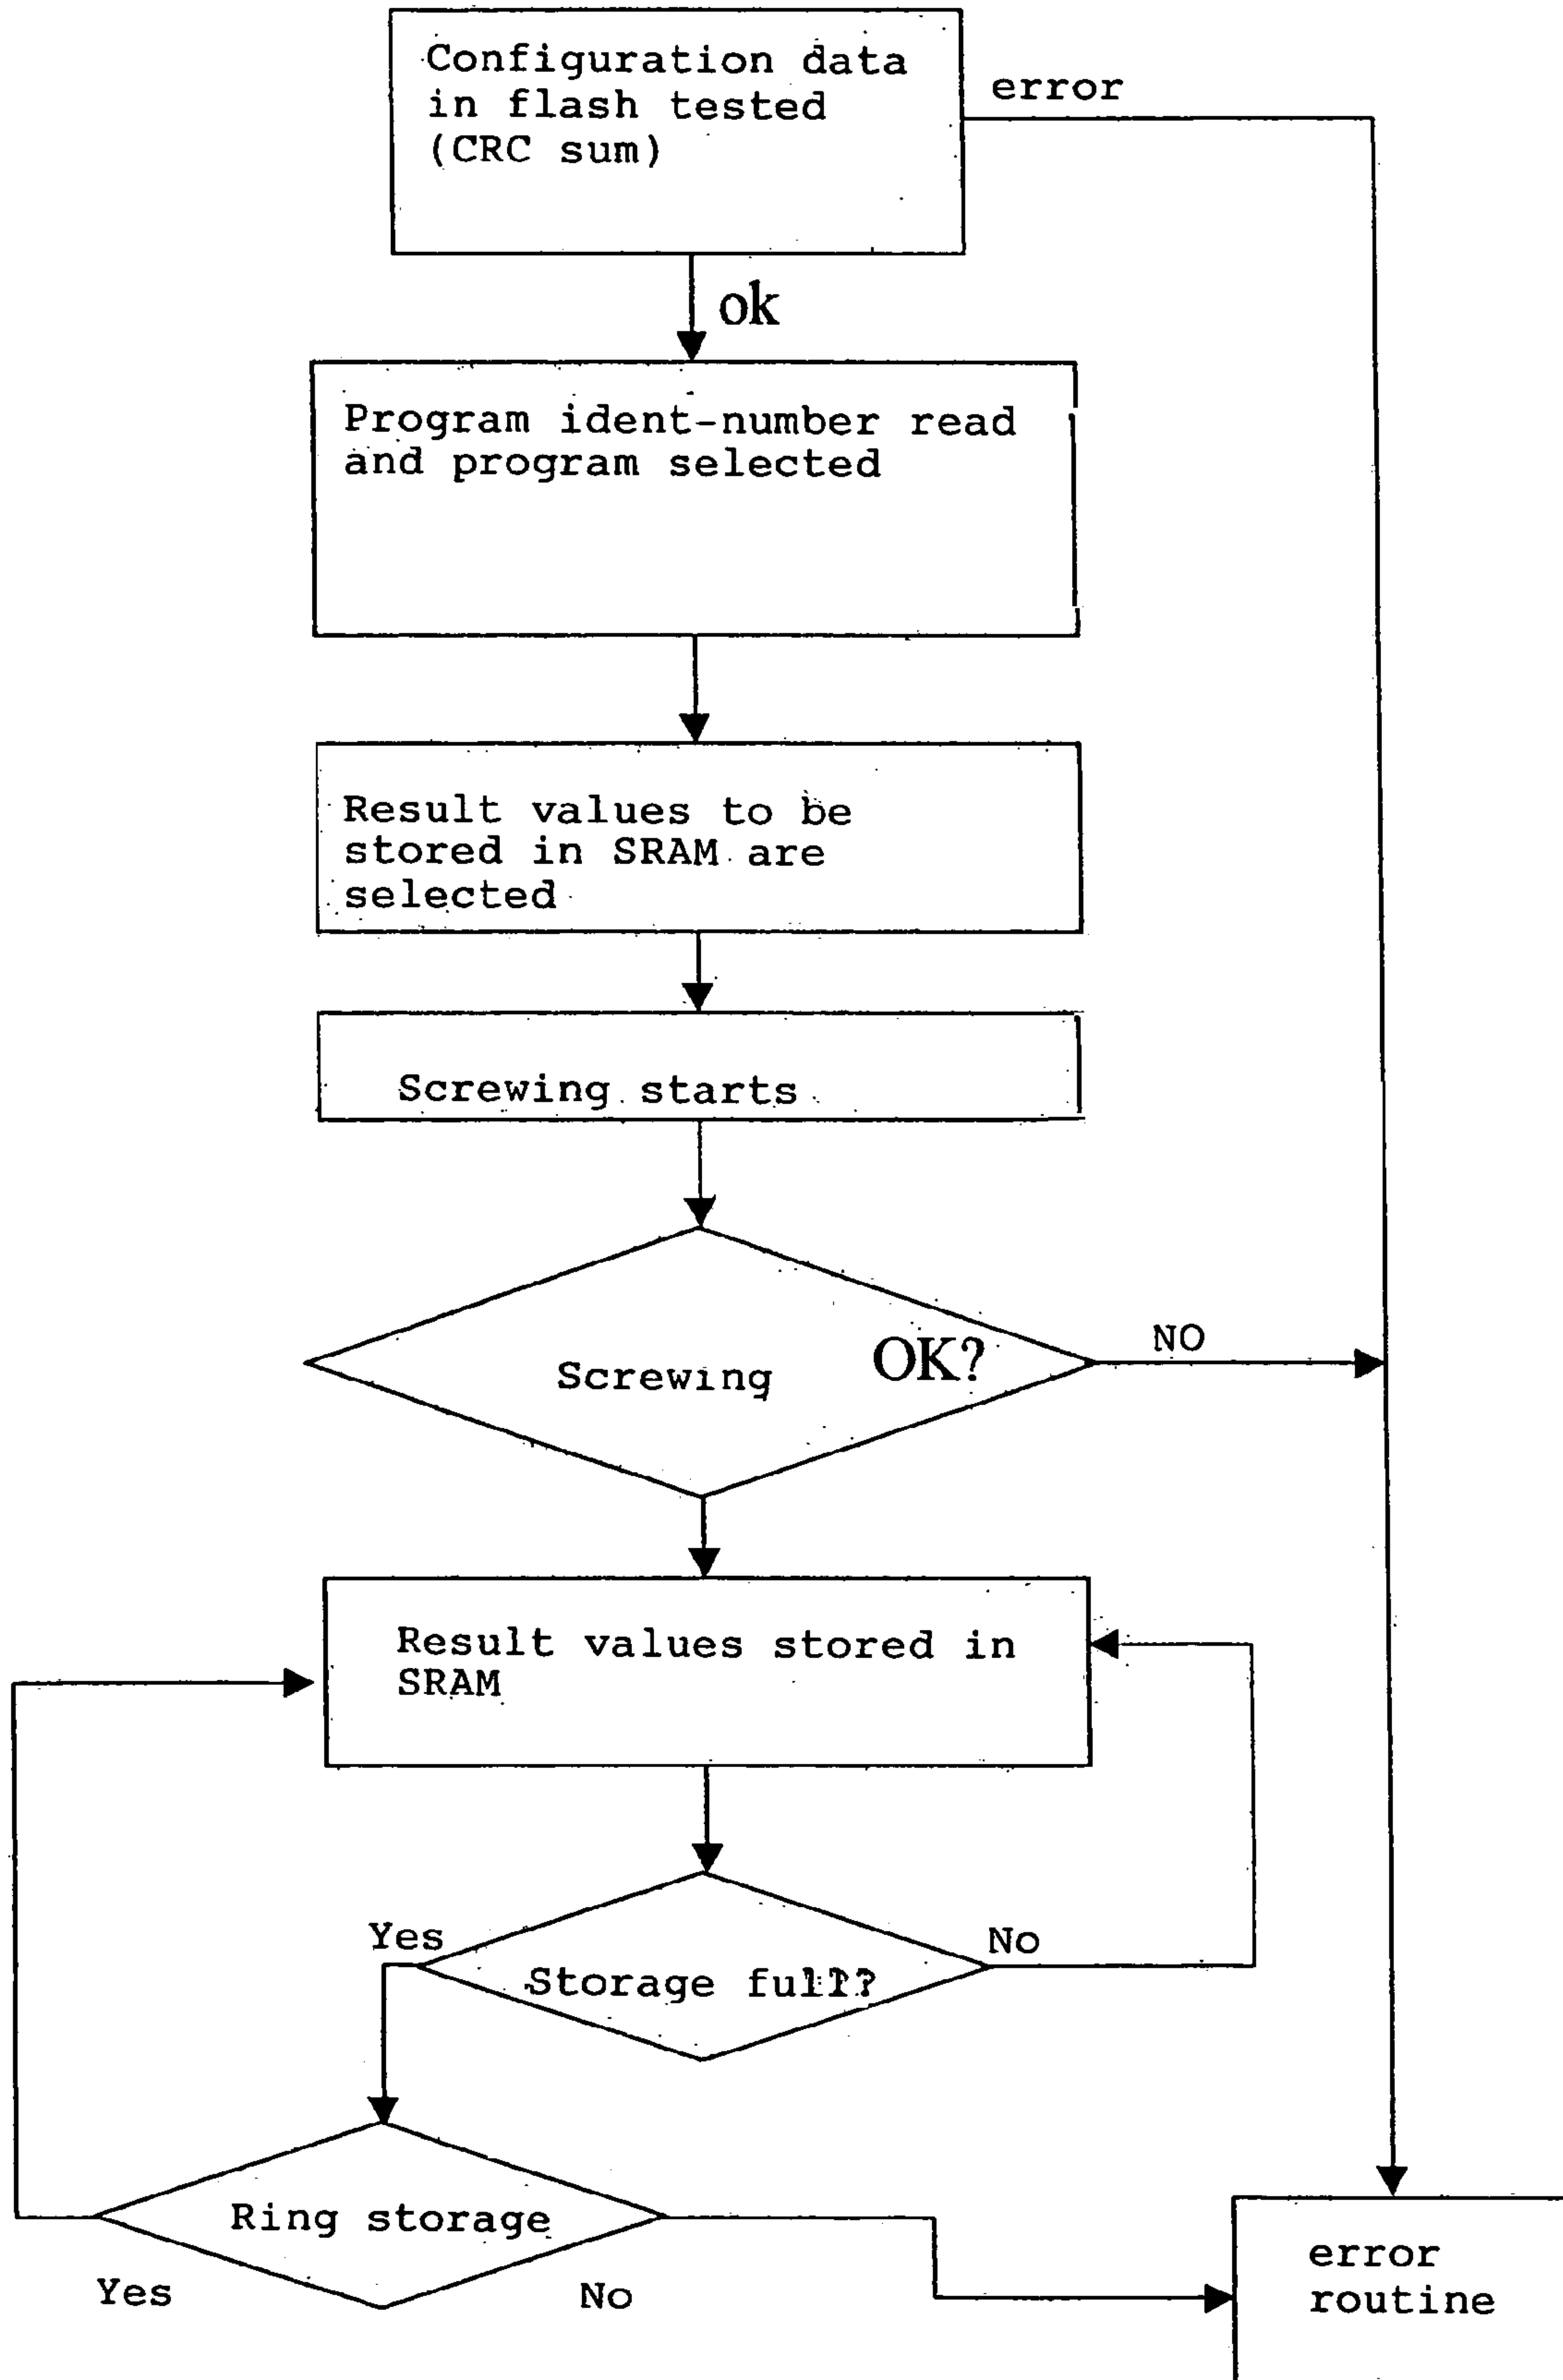 Configuration data
in flash tested
(CRC sum)
error
ok
Program ident-number read
and program selected
Result values to be
stored in SRAM are
selected
Screwing starts
Screwing OK?
NO
Result values stored in
SRAM
Yes
No
Storage full?
Ring storage
Yes
No
error
routine